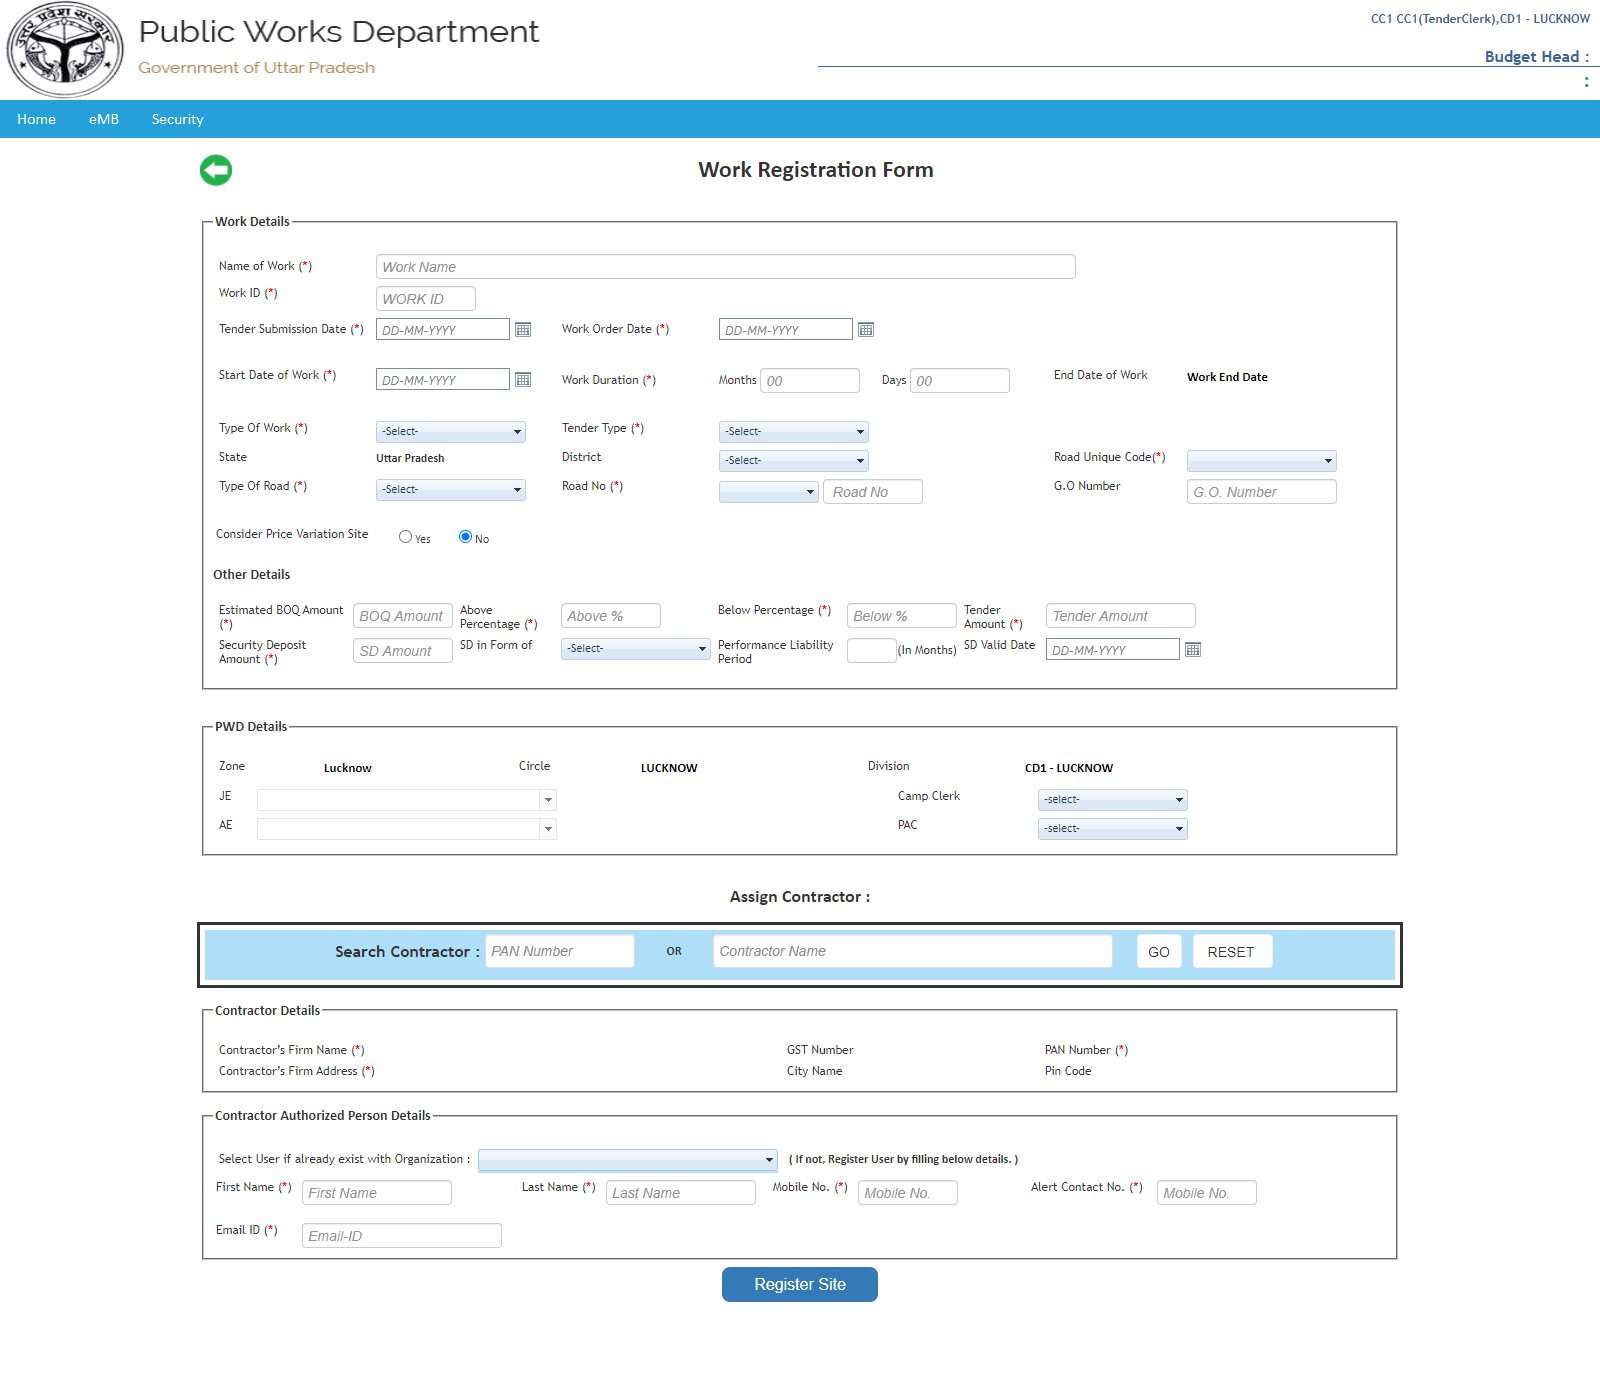 उत्तर प्रदेश सरकार
Public Works Department
Government of Uttar Pradesh
CC1 CC1(TenderClerk),CD1 - LUCKNOW
Budget Head :
:
Home eMB Security
Work Registration Form
Work Details
Name of Work (*) Work Name
Work ID (*) WORK ID
Tender Submission Date (*) DD-MM-YYYY Work Order Date (*) DD-MM-YYYY
Start Date of Work (*) DD-MM-YYYY Work Duration (*) Months 00 Days 00 End Date of Work Work End Date
Type Of Work (*) -Select- Tender Type (*) -Select-
State Uttar Pradesh District -Select- Road Unique Code(*)
Type Of Road (*) -Select- Road No (*) Road No G.O Number G.O. Number
Consider Price Variation Site Yes No
Other Details
Estimated BOQ Amount (*) BOQ Amount Above Percentage (*) Above % Below Percentage (*) Below % Tender Amount (*) Tender Amount
Security Deposit Amount (*) SD Amount SD in Form of -Select- Performance Liability Period (In Months) SD Valid Date DD-MM-YYYY
PWD Details
Zone Lucknow Circle LUCKNOW Division CD1 - LUCKNOW
JE Camp Clerk -select-
AE PAC -select-
Assign Contractor :
Search Contractor : PAN Number OR Contractor Name GO RESET
Contractor Details
Contractor's Firm Name (*) GST Number PAN Number (*)
Contractor's Firm Address (*) City Name Pin Code
Contractor Authorized Person Details
Select User if already exist with Organization : ( If not, Register User by filling below details. )
First Name (*) First Name Last Name (*) Last Name Mobile No. (*) Mobile No. Alert Contact No. (*) Mobile No.
Email ID (*) Email-ID
Register Site